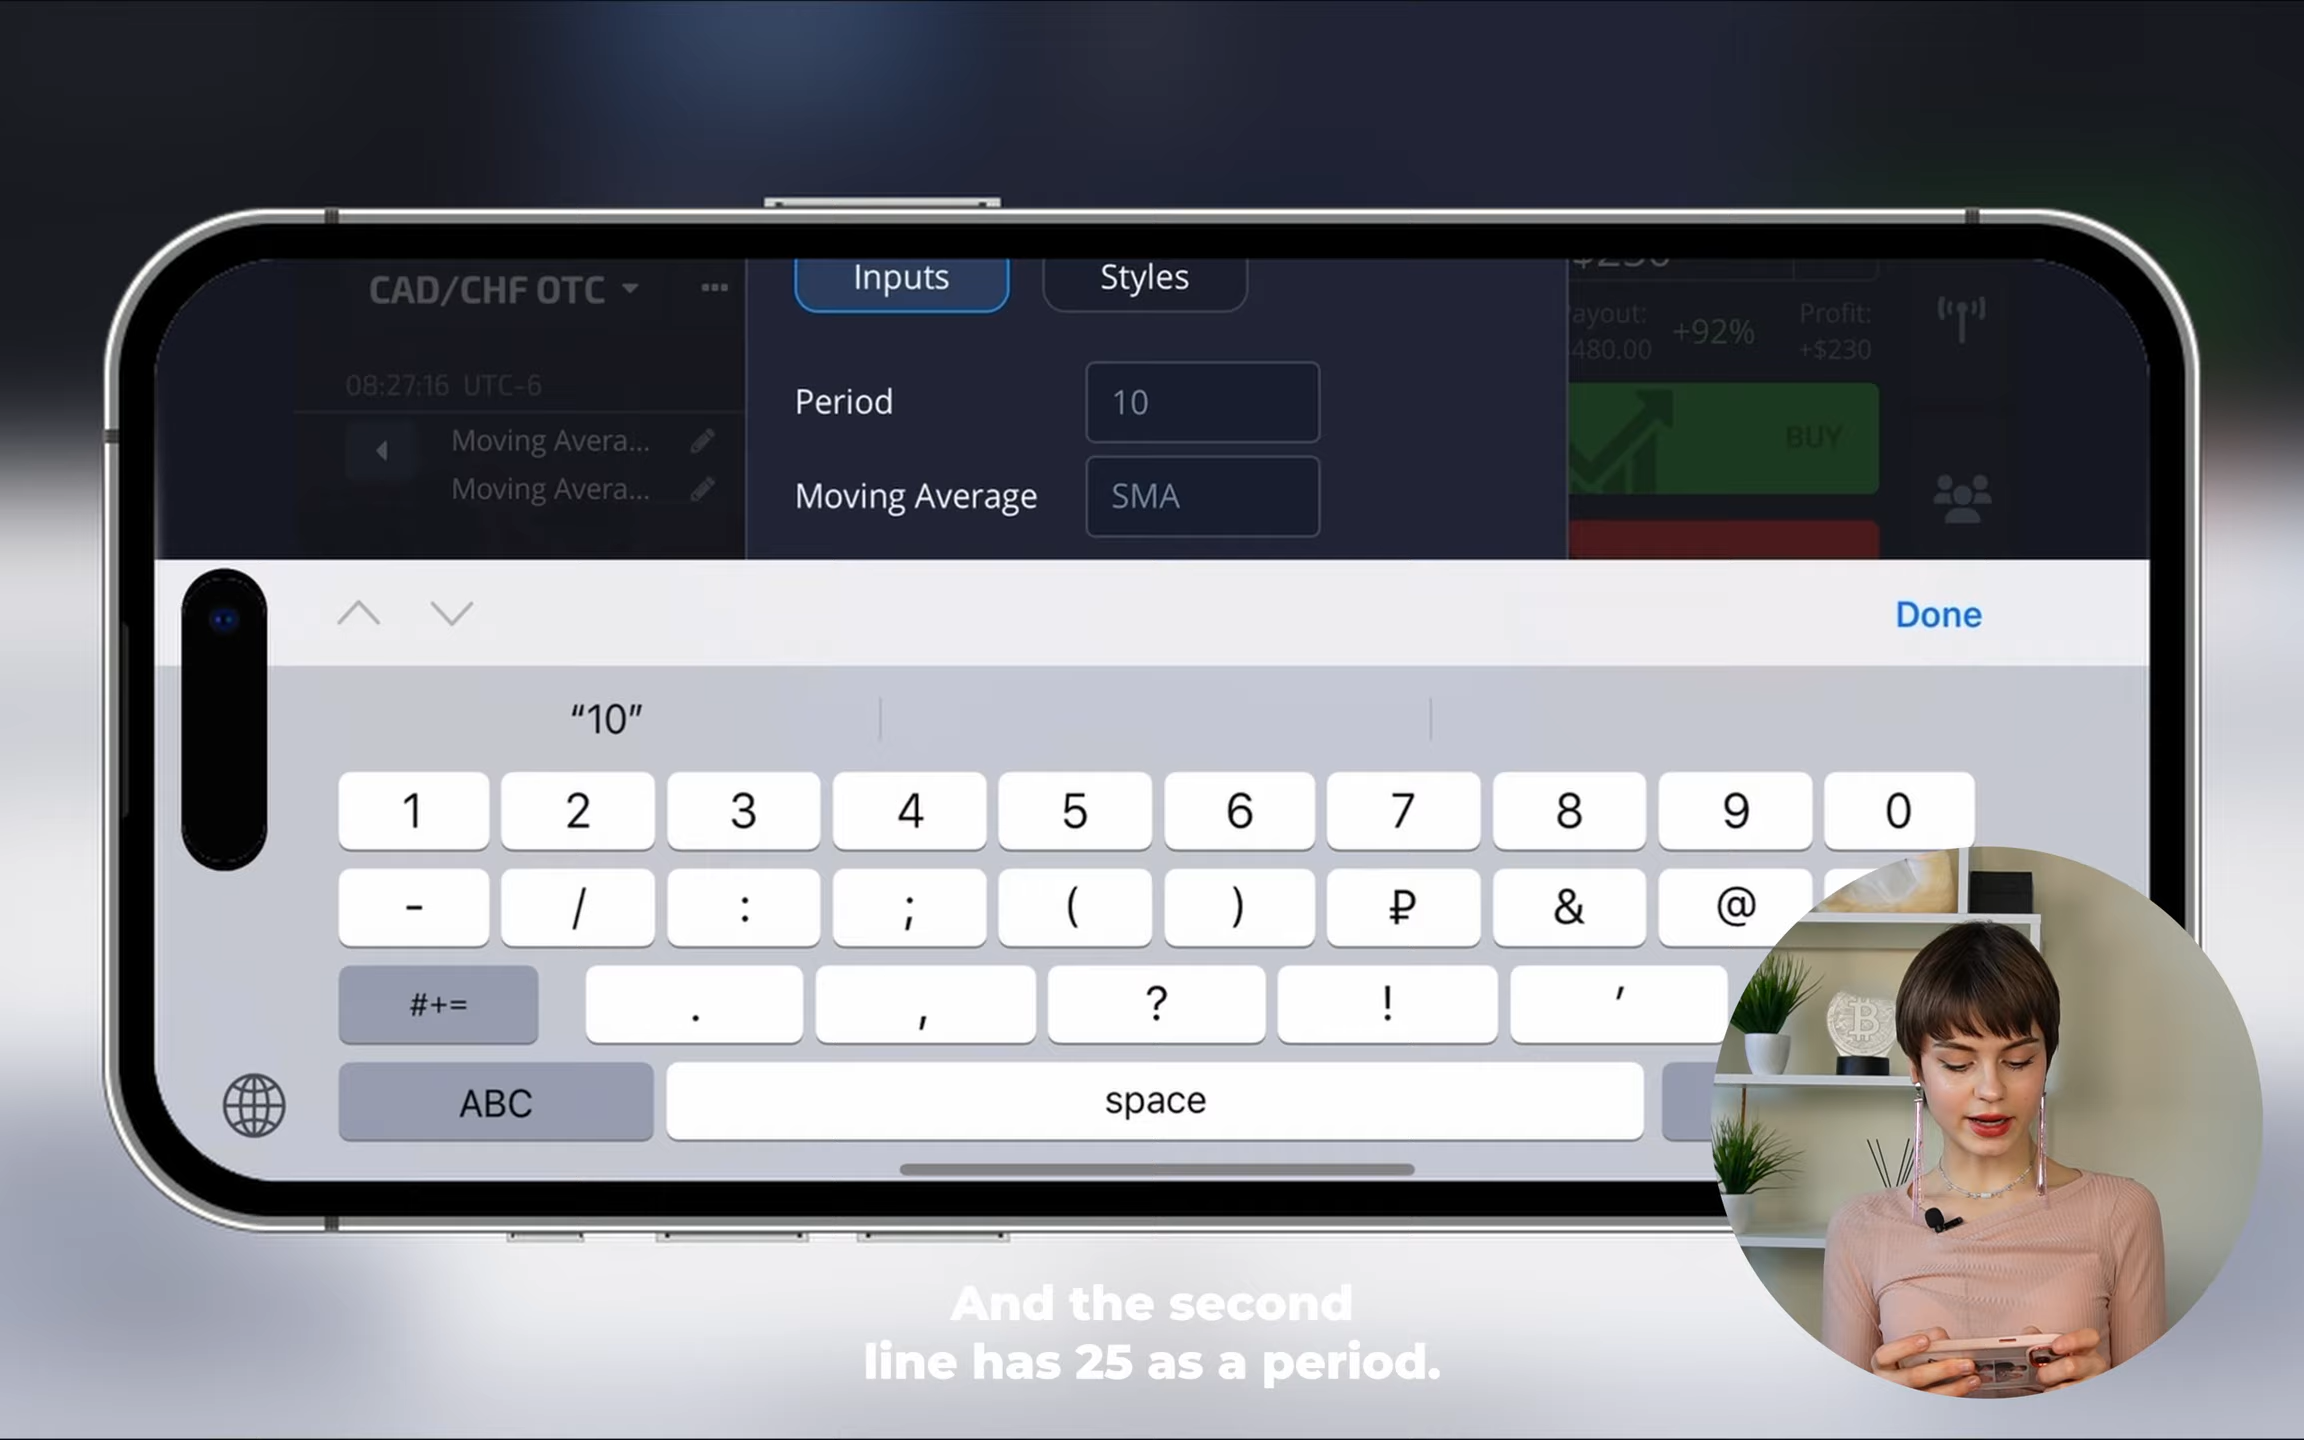 CAD/CHF OTC
Inputs
Styles
Payout:
+92%
Profit:
$480.00
+$230
08:27:16 UTC-6
Period
10
BUY
Moving Avera...
Moving Avera...
Moving Average
SMA
Done
“10”
1 2 3 4 5 6 7 8 9 0
- / : ; ( ) ₽ & @
#+= . , ? ! ’
ABC
space
And the second
line has 25 as a period.